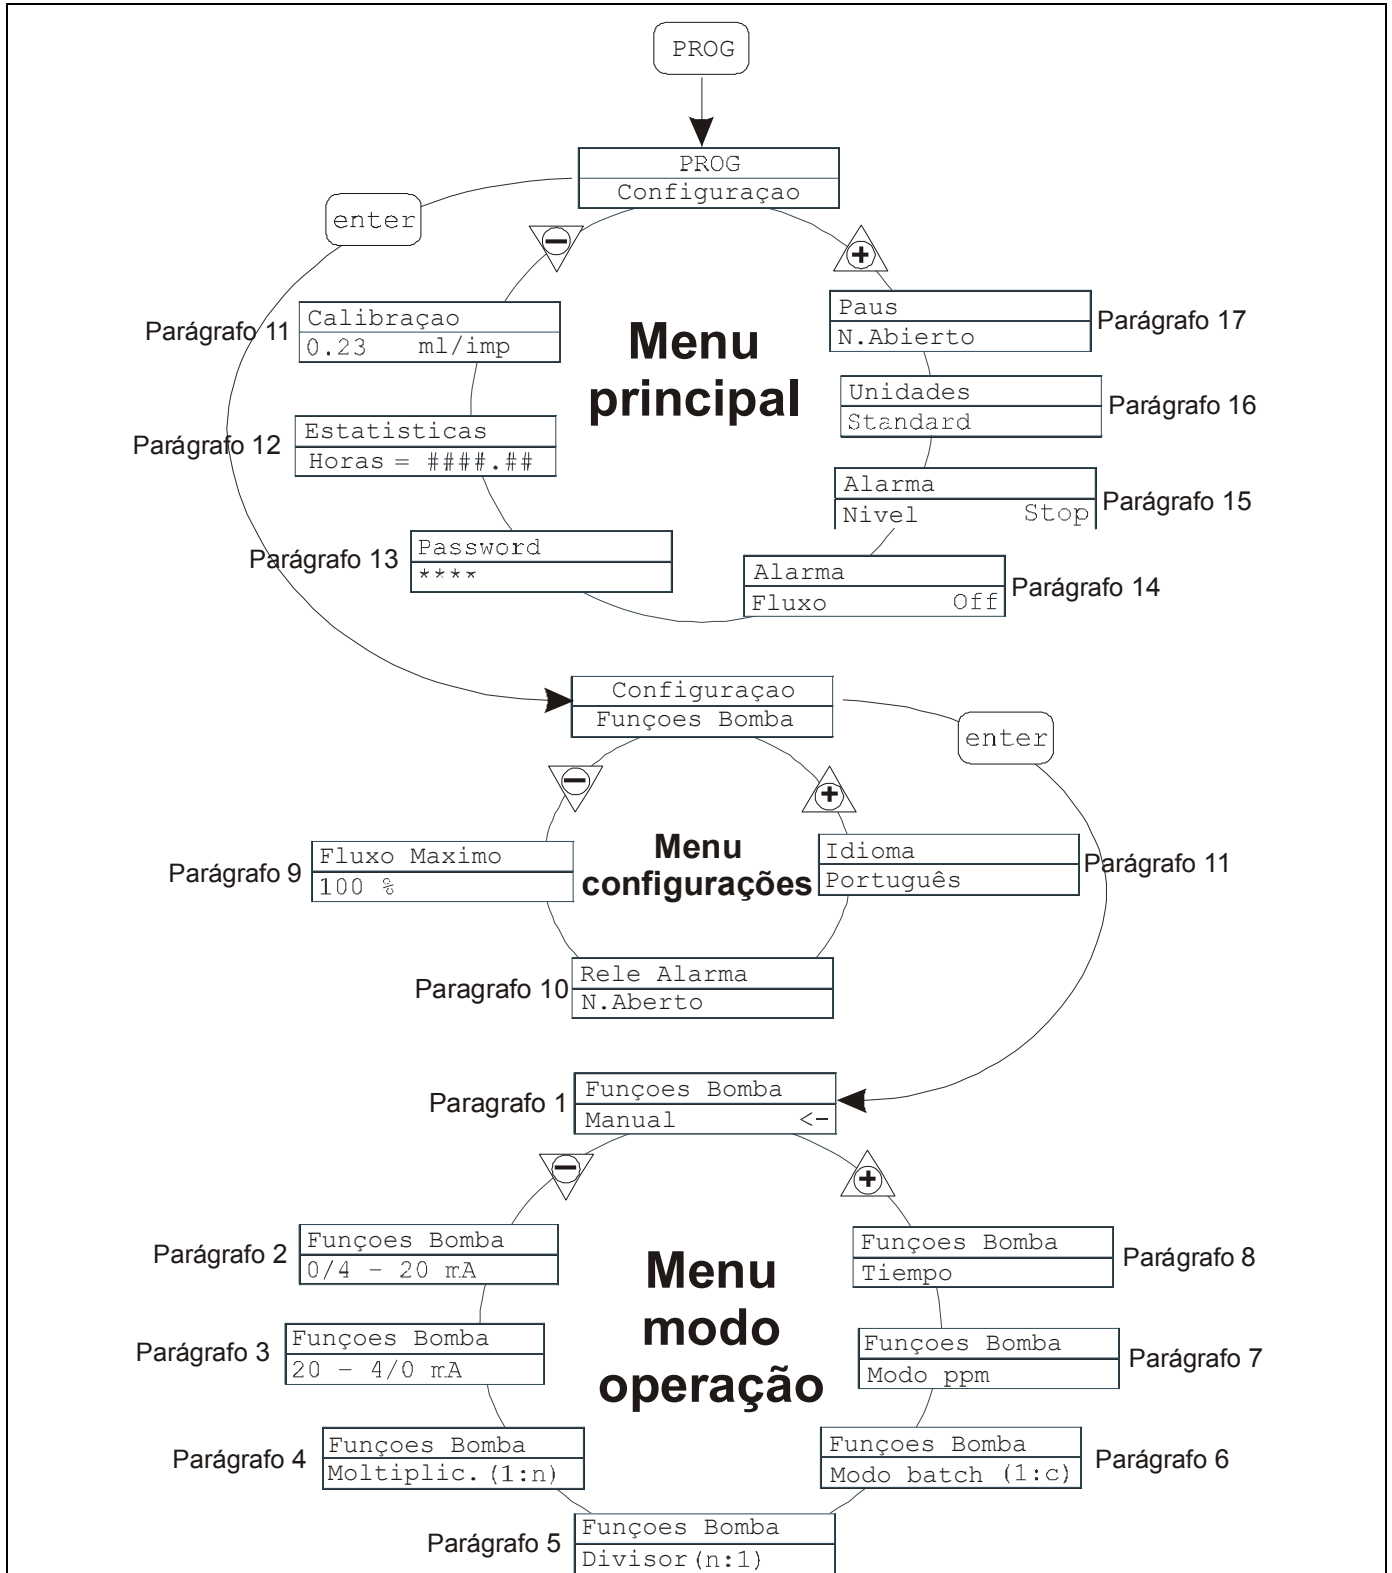 PROG
PROG
Configuraçao
enter
Parágrafo 11
Calibraçao
0.23 ml/imp
Parágrafo 12
Estatisticas
Horas = ####.##
Parágrafo 13
Password
****
Menu
principal
Paus
N.Abierto
Parágrafo 17
Unidades
Standard
Parágrafo 16
Alarma
Nivel Stop
Parágrafo 15
Alarma
Fluxo Off
Parágrafo 14
Configuraçao
Funçoes Bomba
enter
Parágrafo 9
Fluxo Maximo
100 %
Menu
configurações
Idioma
Português
Parágrafo 11
Paragrafo 10
Rele Alarma
N.Aberto
Paragrafo 1
Funçoes Bomba
Manual <-
Parágrafo 2
Funçoes Bomba
0/4 - 20 mA
Parágrafo 3
Funçoes Bomba
20 - 4/0 mA
Parágrafo 4
Funçoes Bomba
Moltiplic.(1:n)
Parágrafo 5
Funçoes Bomba
Divisor(n:1)
Menu
modo
operação
Funçoes Bomba
Tiempo
Parágrafo 8
Funçoes Bomba
Modo ppm
Parágrafo 7
Funçoes Bomba
Modo batch (1:c)
Parágrafo 6